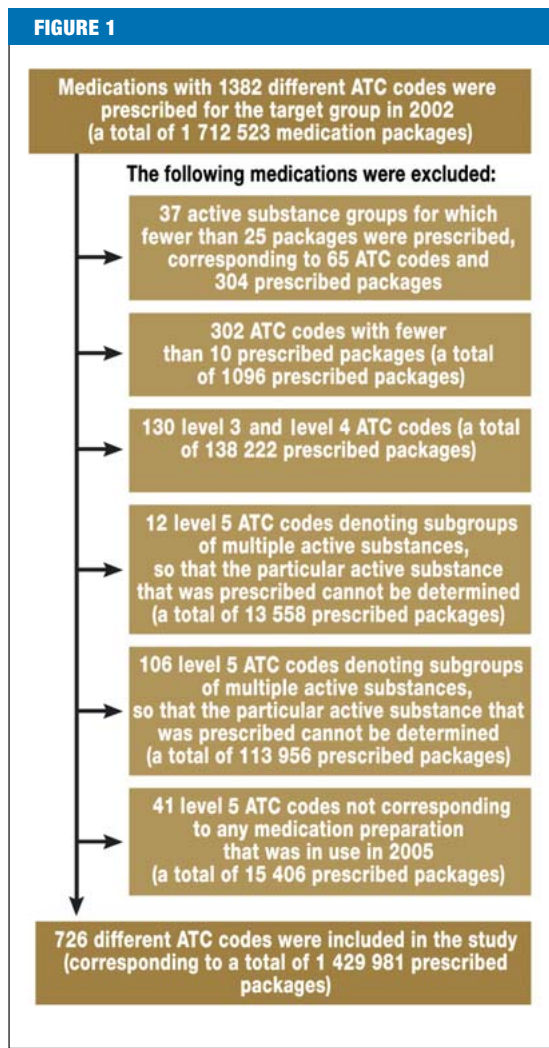 FIGURE 1
Medications with 1382 different ATC codes were
prescribed for the target group in 2002
(a total of 1 712 523 medication packages)
The following medications were excluded:
37 active substance groups for which
fewer than 25 packages were prescribed,
corresponding to 65 ATC codes and
304 prescribed packages
302 ATC codes with fewer
than 10 prescribed packages (a total
of 1096 prescribed packages)
130 level 3 and level 4 ATC codes (a total
of 138 222 prescribed packages)
12 level 5 ATC codes denoting subgroups
of multiple active substances,
so that the particular active substance
that was prescribed cannot be determined
(a total of 13 558 prescribed packages)
106 level 5 ATC codes denoting subgroups
of multiple active substances,
so that the particular active substance that
was prescribed cannot be determined
(a total of 113 956 prescribed packages)
41 level 5 ATC codes not corresponding
to any medication preparation
that was in use in 2005
(a total of 15 406 prescribed packages)
726 different ATC codes were included in the study
(corresponding to a total of 1 429 981 prescribed
packages)